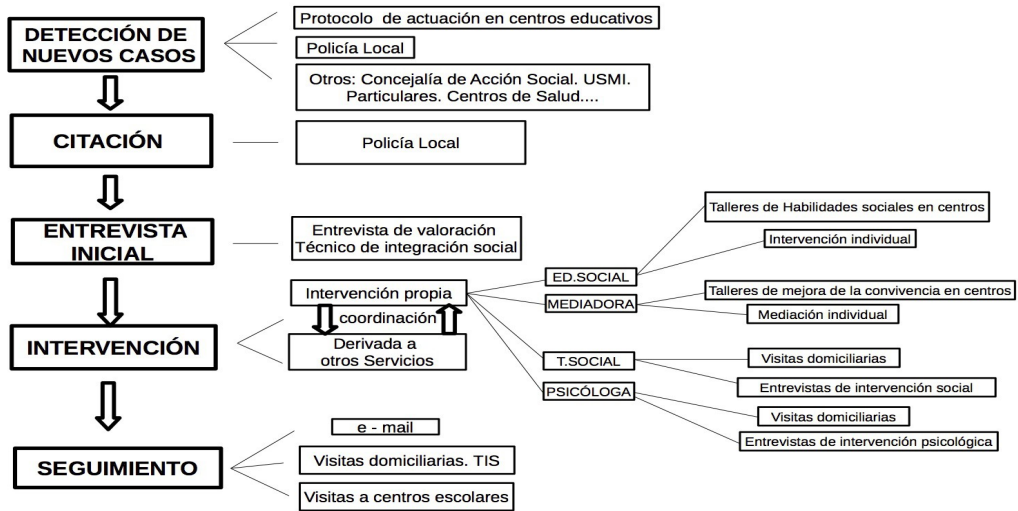 DETECCIÓN DE
NUEVOS CASOS
Protocolo de actuación en centros educativos
Policía Local
Otros: Concejalía de Acción Social. USMI.
Particulares. Centros de Salud....
CITACIÓN
Policía Local
ENTREVISTA
INICIAL
Entrevista de valoración
Técnico de integración social
INTERVENCIÓN
Intervención propia
coordinación
Derivada a
otros Servicios
ED.SOCIAL
Talleres de Habilidades sociales en centros
Intervención individual
MEDIADORA
Talleres de mejora de la convivencia en centros
Mediación individual
T.SOCIAL
Visitas domiciliarias
Entrevistas de intervención social
PSICÓLOGA
Visitas domiciliarias
Entrevistas de intervención psicológica
SEGUIMIENTO
e - mail
Visitas domiciliarias. TIS
Visitas a centros escolares